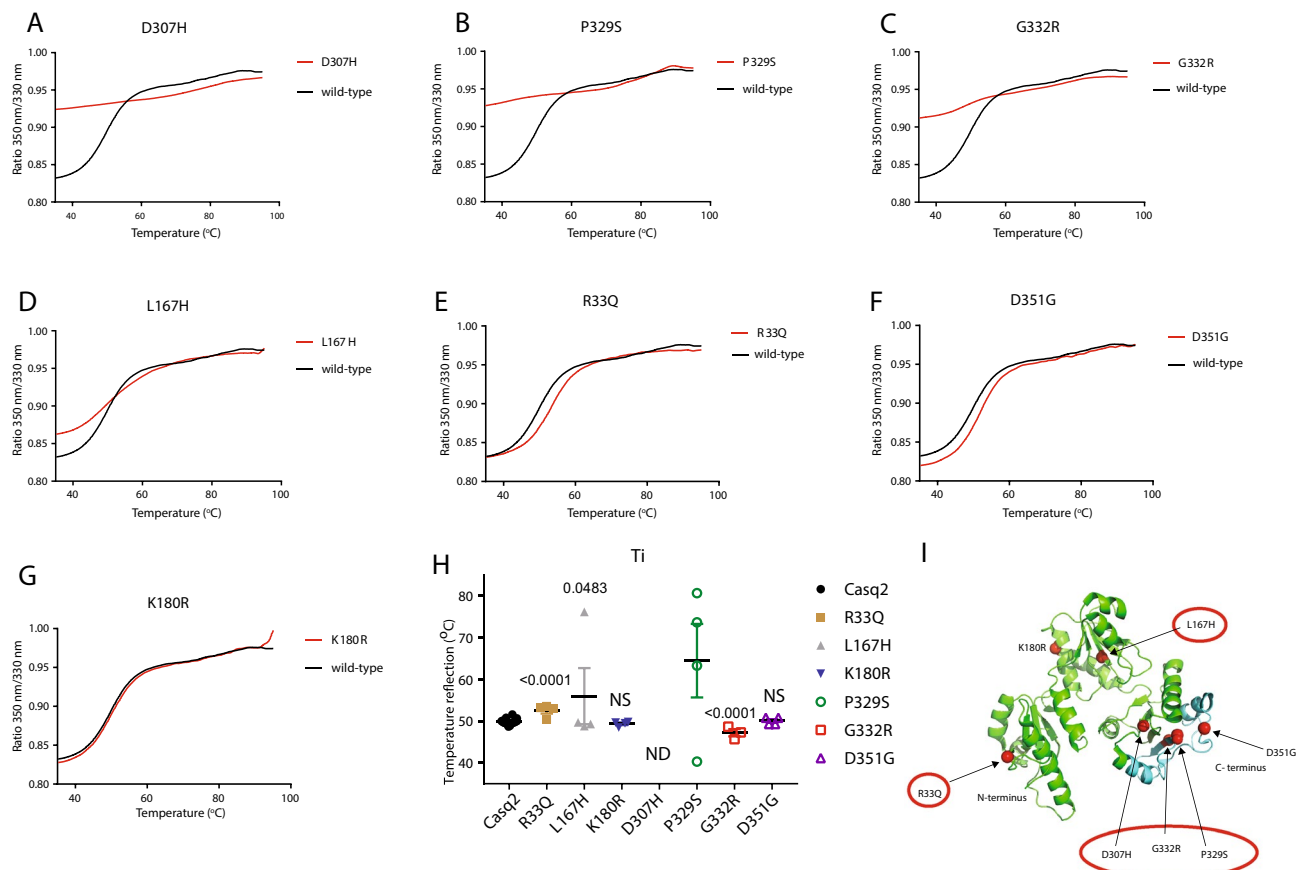 A
D307H
Ratio 350 nm/330 nm
1.00
0.95
0.90
0.85
0.80
40 60 80 100
Temperature (oC)
D307H
wild-type
B
P329S
Ratio 350 nm/330 nm
1.00
0.95
0.90
0.85
0.80
40 60 80 100
Temperature (oC)
P329S
wild-type
C
G332R
Ratio 350 nm/330 nm
1.00
0.95
0.90
0.85
0.80
40 60 80 100
Temperature (oC)
G332R
wild-type
D
L167H
Ratio 350 nm/330 nm
1.00
0.95
0.90
0.85
0.80
40 60 80 100
Temperature (oC)
L167 H
wild-type
E
R33Q
Ratio 350 nm/330 nm
1.00
0.95
0.90
0.85
0.80
40 60 80 100
Temperature (oC)
R33Q
wild-type
F
D351G
Ratio 350 nm/330 nm
1.00
0.95
0.90
0.85
0.80
40 60 80 100
Temperature (oC)
D351G
wild-type
G
K180R
Ratio 350 nm/330 nm
1.00
0.95
0.90
0.85
0.80
40 60 80 100
Temperature (oC)
K180R
wild-type
H
Ti
Temperature reflection (OC)
80
70
60
50
40
<0.0001
0.0483
NS
ND
<0.0001
NS
Casq2
R33Q
L167H
K180R
D307H
P329S
G332R
D351G
Casq2
R33Q
L167H
K180R
P329S
G332R
D351G
I
L167H
K180R
D351G
C- terminus
R33Q
N-terminus
D307H
G332R
P329S